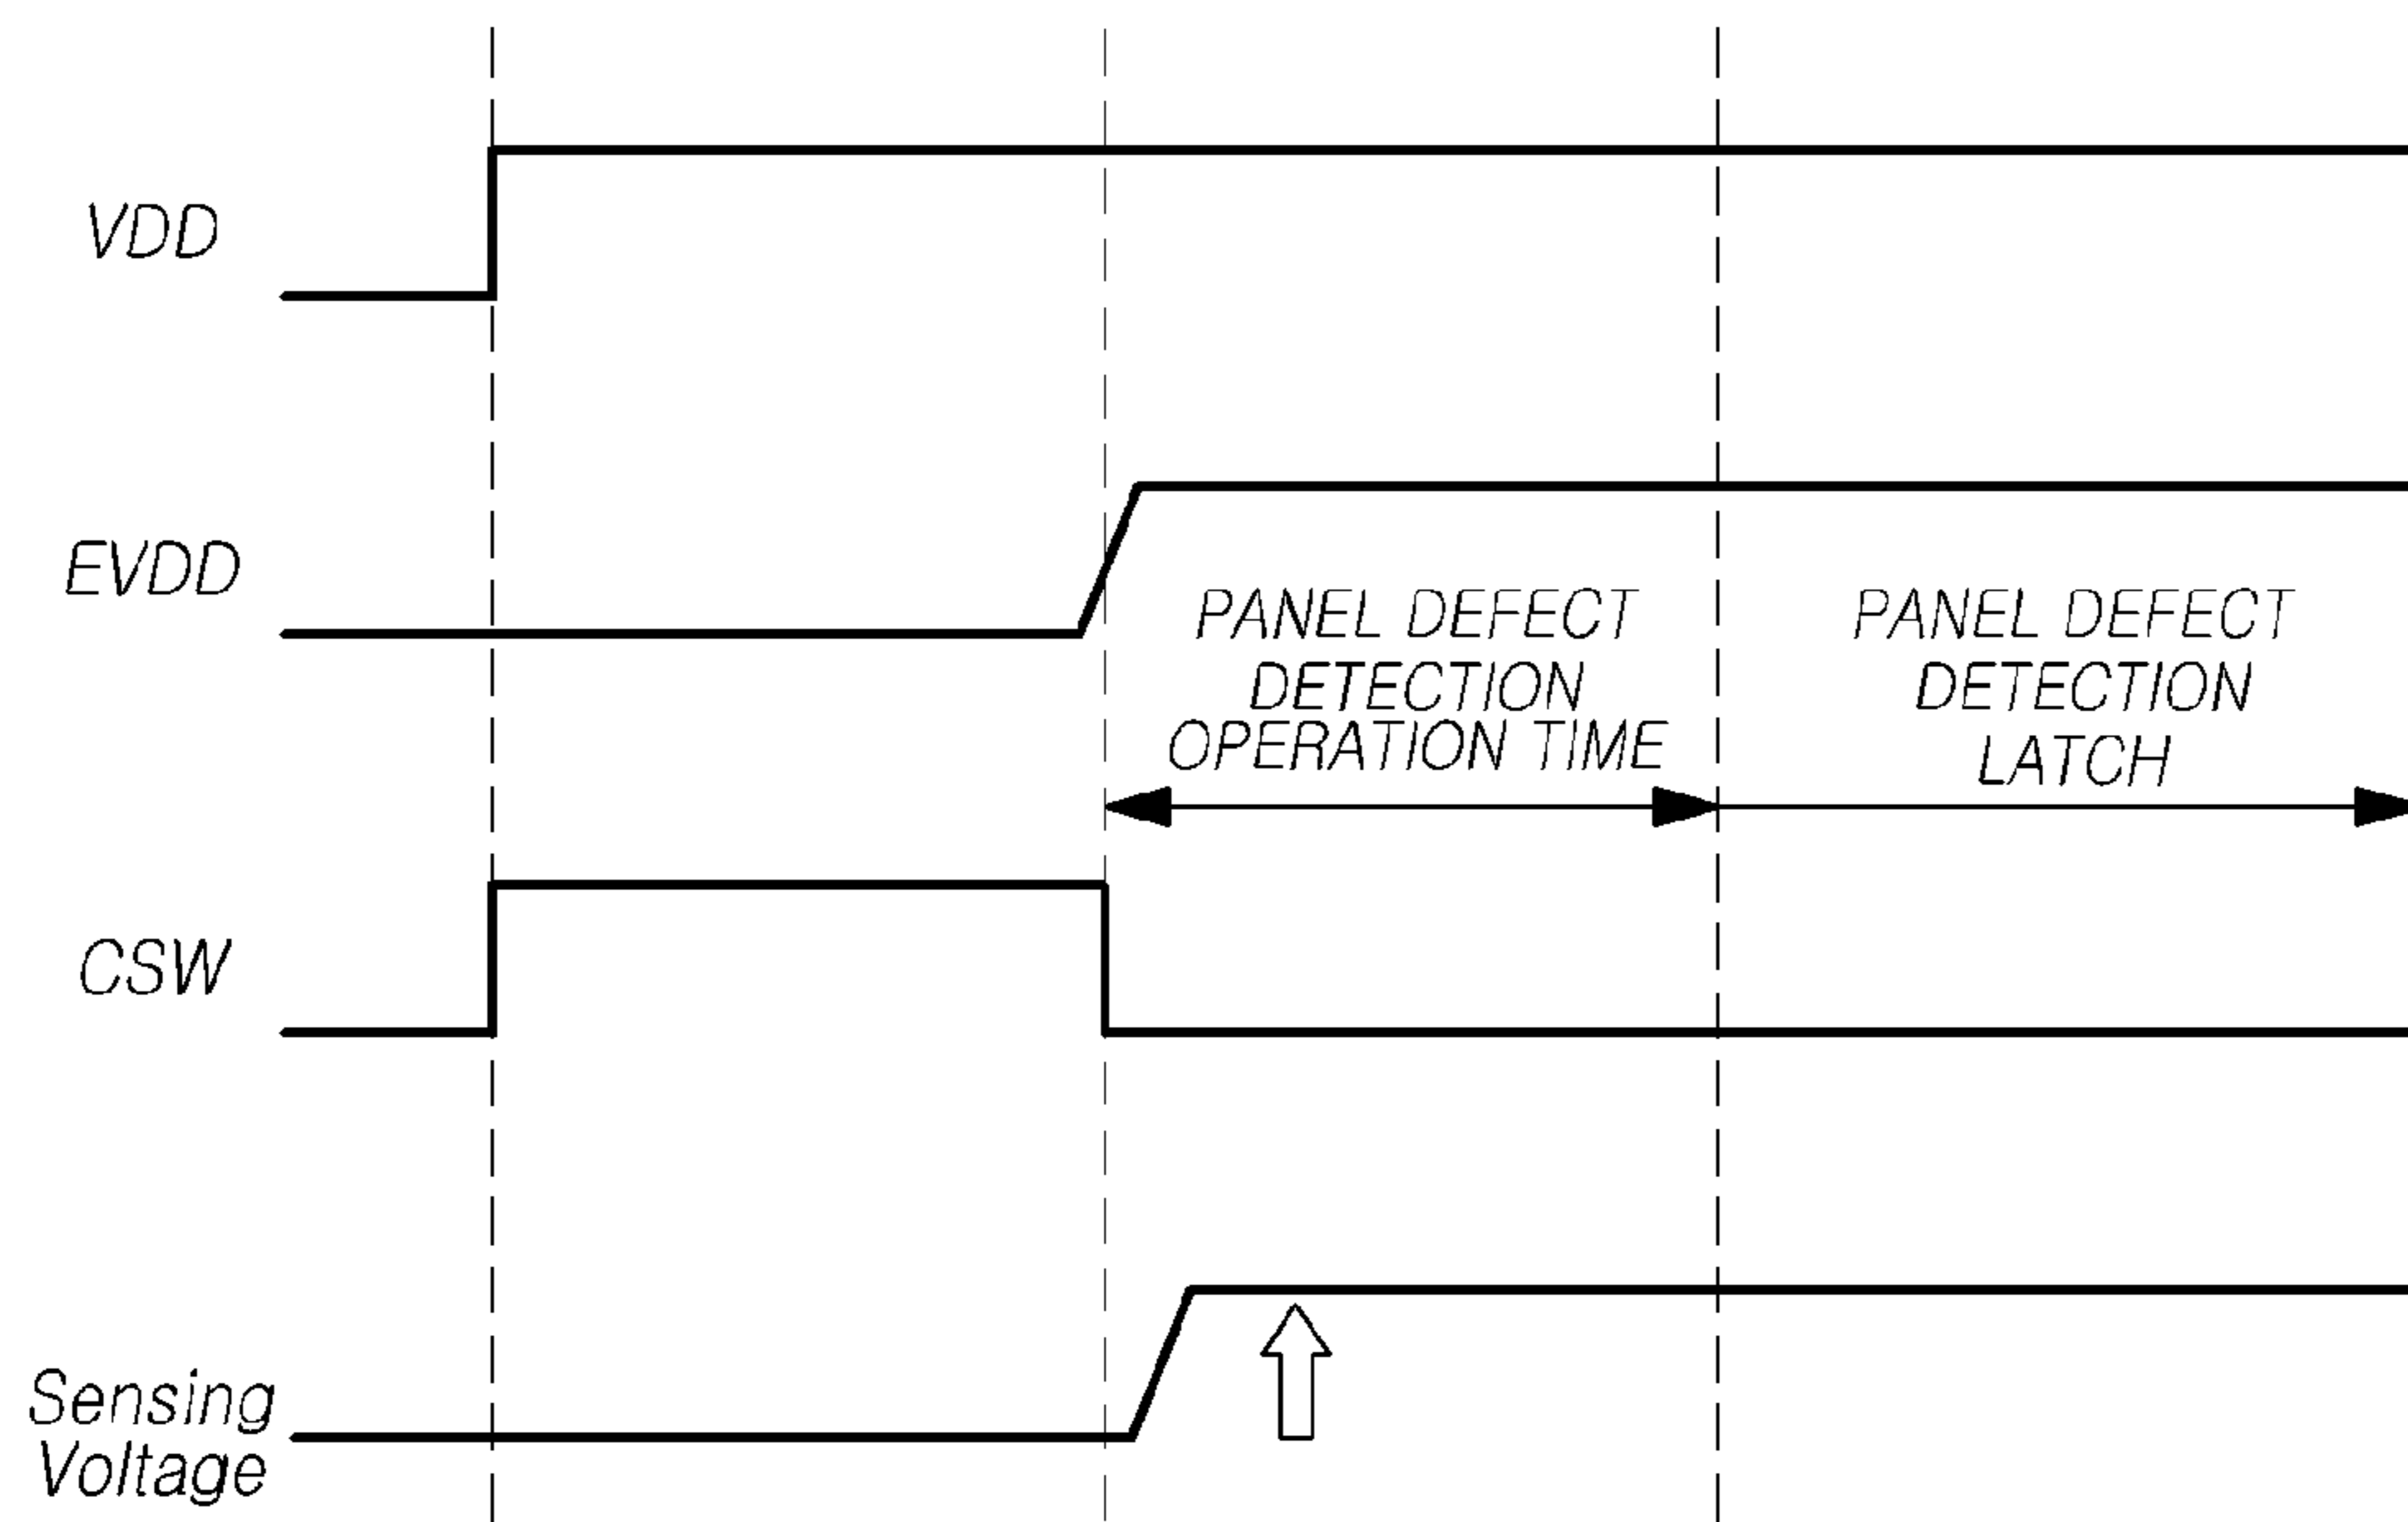 VDD
EVDD
PANEL DEFECT
DETECTION
OPERATION TIME
PANEL DEFECT
DETECTION
LATCH
CSW
Sensing
Voltage